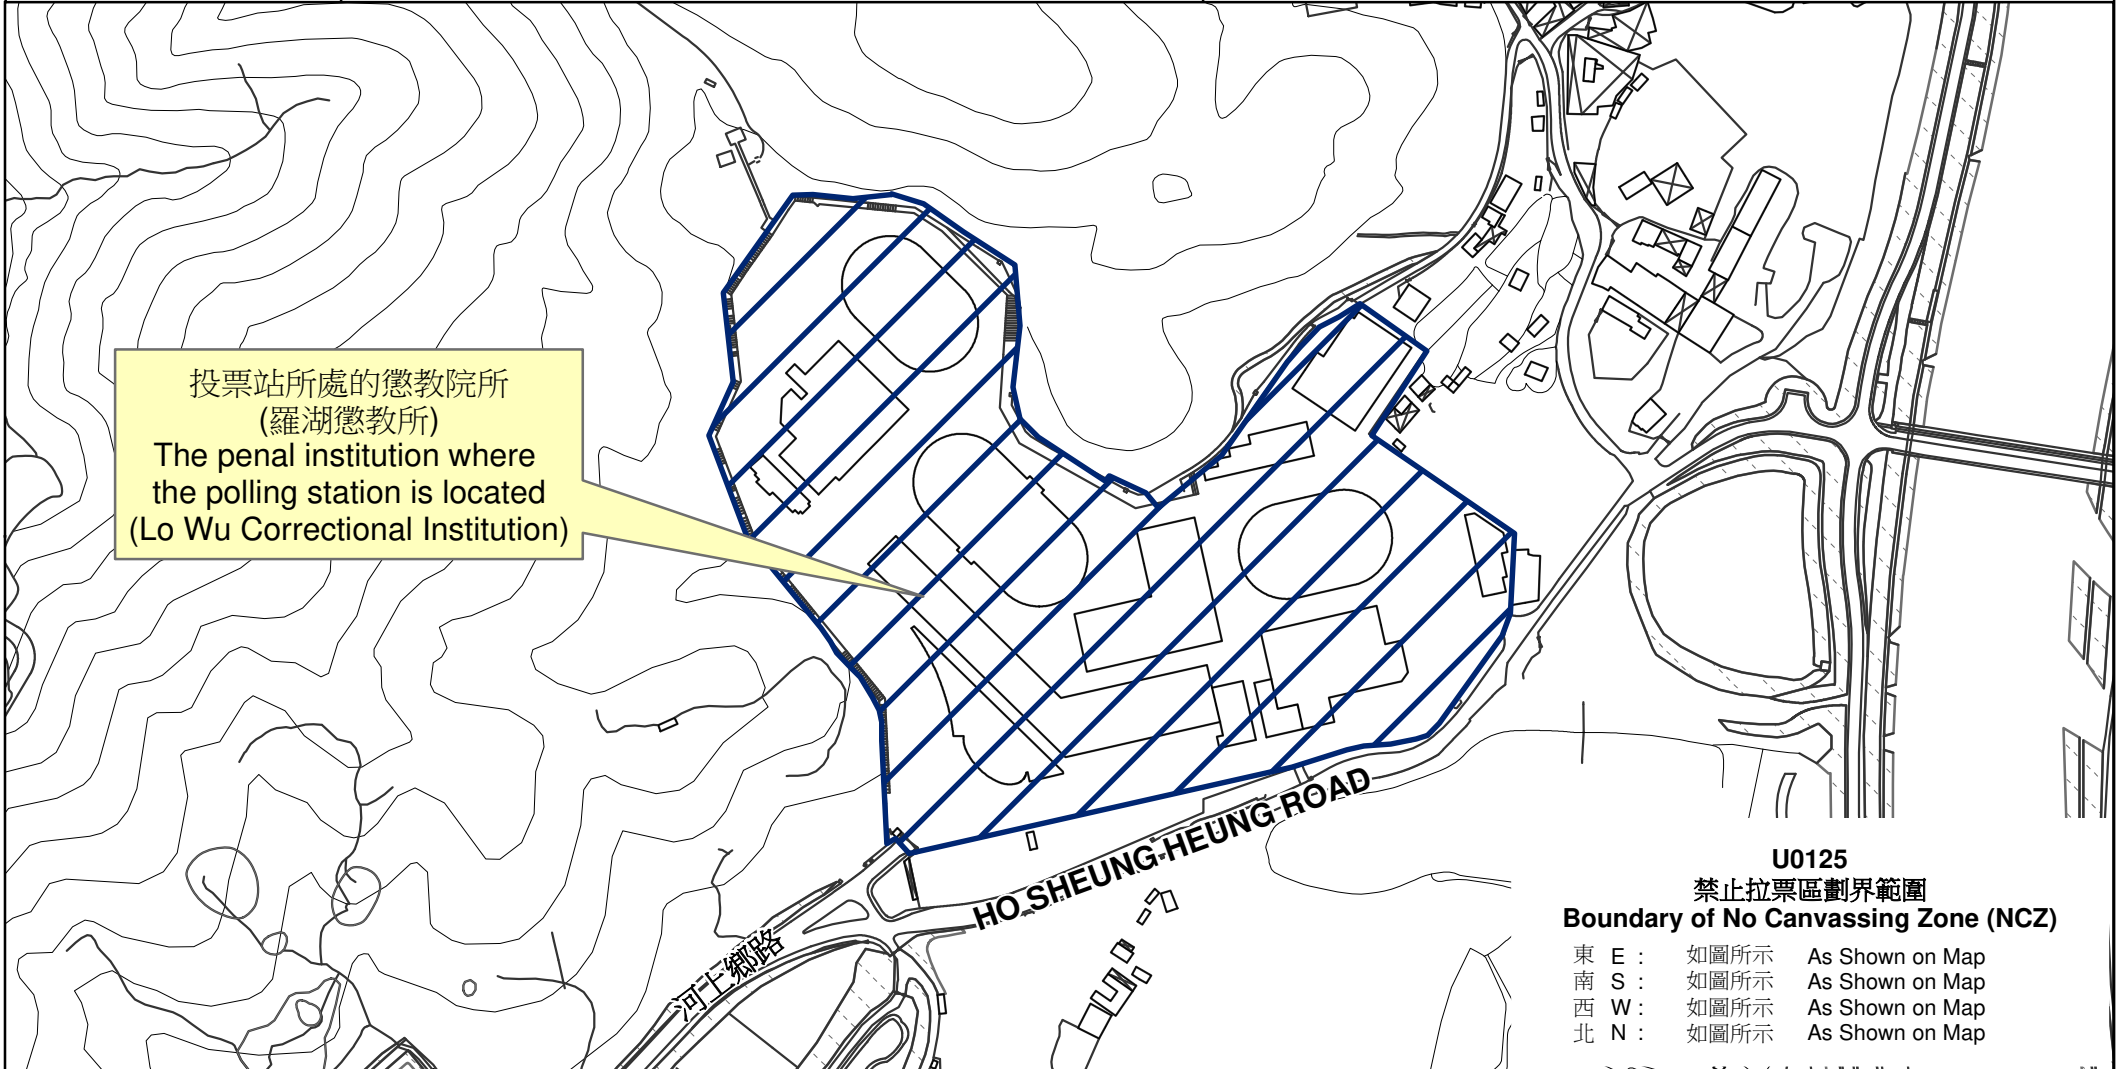 投票站所處的懲教院所
(羅湖懲教所)
The penal institution where
the polling station is located
(Lo Wu Correctional Institution)
HO SHEUNG HEUNG ROAD
河上鄉路
U0125
禁止拉票區劃界範圍
Boundary of No Canvassing Zone (NCZ)
東 E : 如圖所示 As Shown on Map
南 S : 如圖所示 As Shown on Map
西 W : 如圖所示 As Shown on Map
北 N : 如圖所示 As Shown on Map